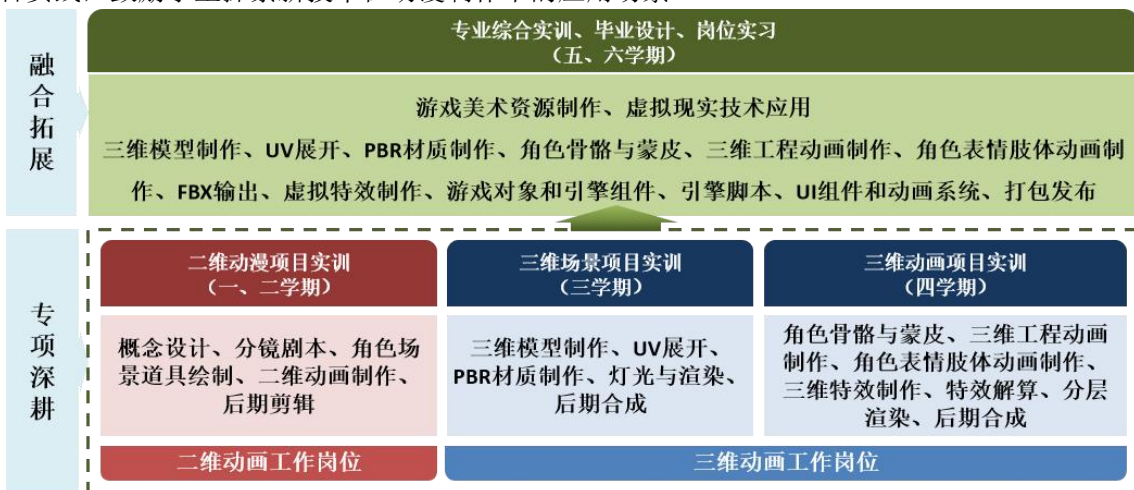 融合拓展
专业综合实训、毕业设计、岗位实习
(五、六学期)
游戏美术资源制作、虚拟现实技术应用
三维模型制作、UV展开、PBR材质制作、角色骨骼与蒙皮、三维工程动画制作、角色表情肢体动画制
作、FBX输出、虚拟特效制作、游戏对象和引擎组件、引擎脚本、UI组件和动画系统、打包发布
专项深耕
二维动漫项目实训
(一、二学期)
概念设计、分镜剧本、角色场
景道具绘制、二维动画制作、
后期剪辑
二维动画工作岗位
三维场景项目实训
(三学期)
三维模型制作、UV展开、
PBR材质制作、灯光与渲染、
后期合成
三维动画项目实训
(四学期)
角色骨骼与蒙皮、三维工程动画
制作、角色表情肢体动画制作、
三维特效制作、特效解算、分层
渲染、后期合成
三维动画工作岗位